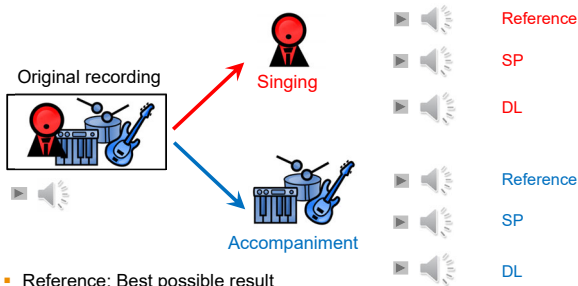 Original recording
Singing
Reference
SP
DL
Accompaniment
Reference
SP
DL
Reference: Best possible result